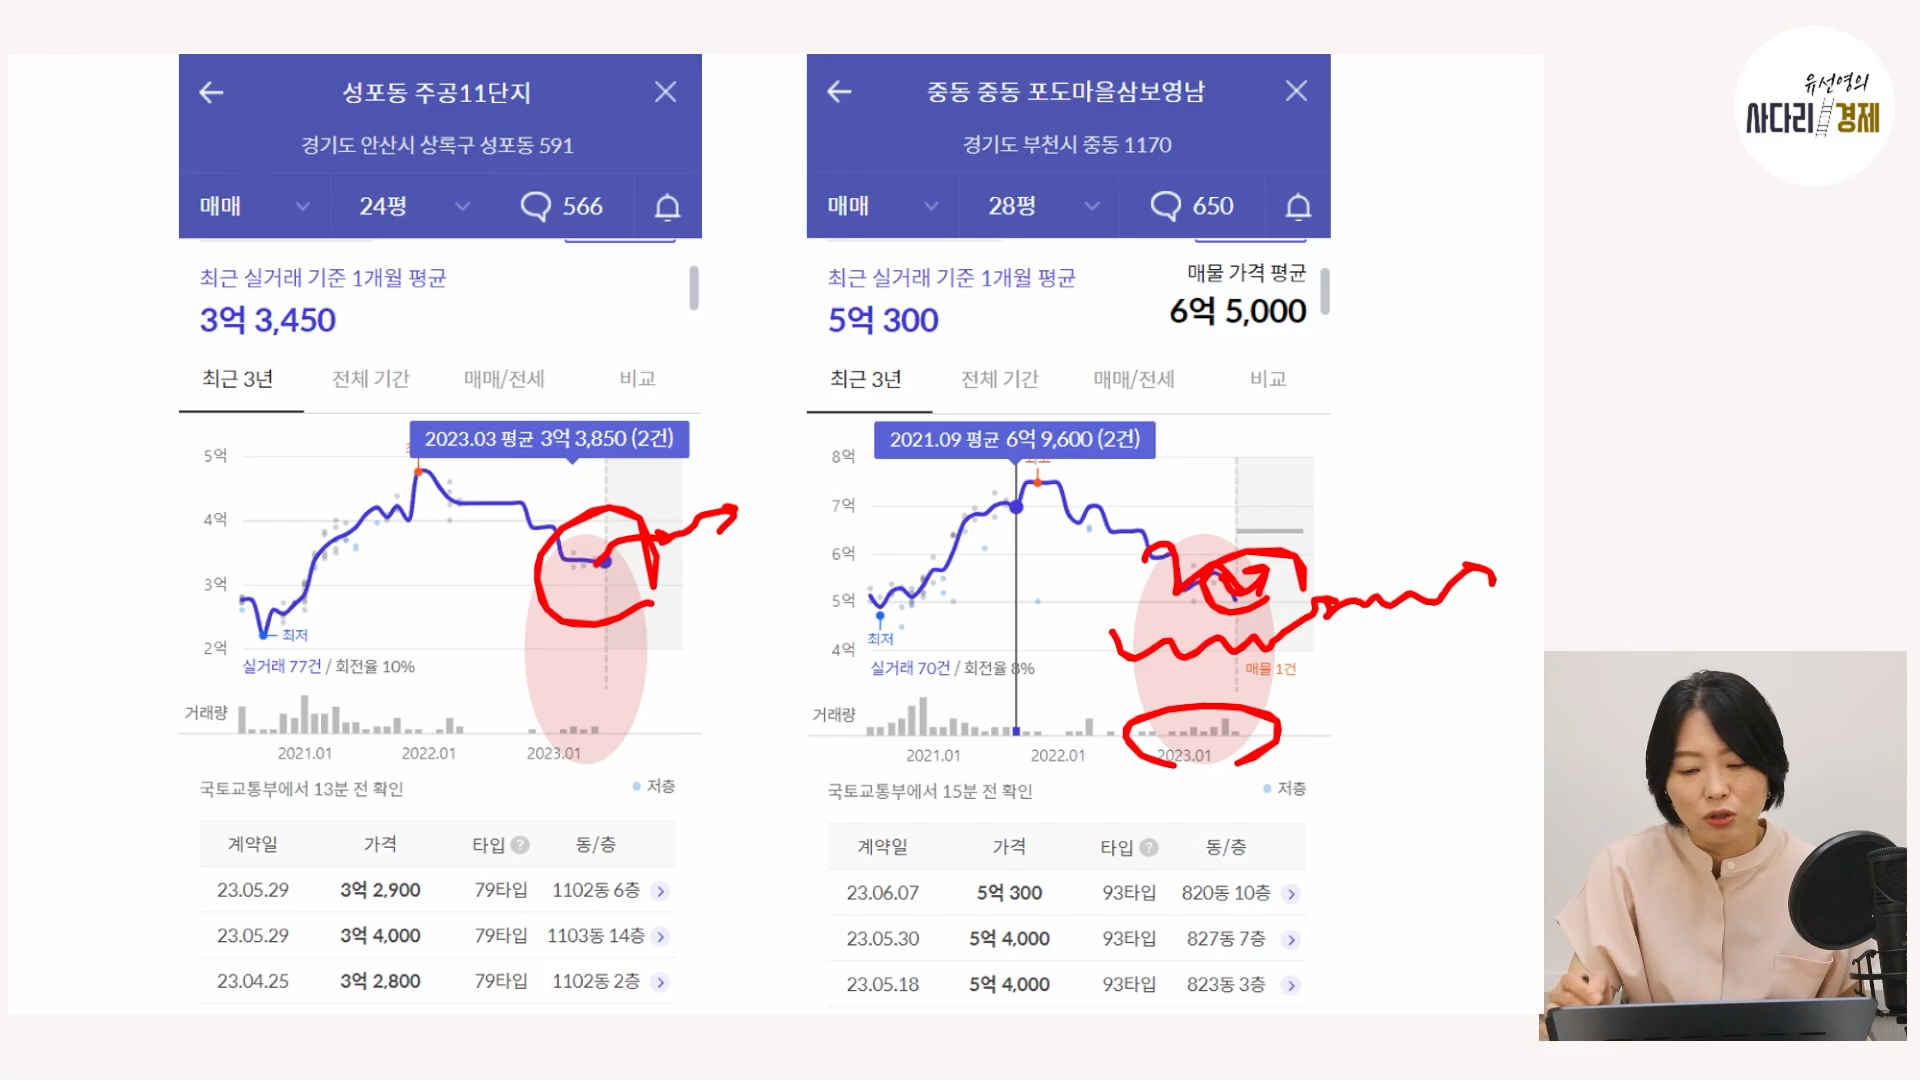 유선영의
사다리 경제
성포동 주공11단지
경기도 안산시 상록구 성포동 591
매매
24평
566
최근 실거래 기준 1개월 평균
3억 3,450
최근 3년
전체 기간
매매/전세
비교
2023.03 평균 3억 3,850 (2건)
5억
4억
3억
2억
최저
실거래 77건 / 회전율 10%
거래량
2021.01
2022.01
2023.01
국토교통부에서 13분 전 확인
저층
계약일 가격 타입 ? 동/층
23.05.29 3억 2,900 79타입 1102동 6층
23.05.29 3억 4,000 79타입 1103동 14층
23.04.25 3억 2,800 79타입 1102동 2층
중동 중동 포도마을삼보영남
경기도 부천시 중동 1170
매매
28평
650
최근 실거래 기준 1개월 평균
5억 300
매물 가격 평균
6억 5,000
최근 3년
전체 기간
매매/전세
비교
2021.09 평균 6억 9,600 (2건)
8억
7억
6억
5억
4억
최저
실거래 70건 / 회전율 8%
매물 1건
거래량
2021.01
2022.01
2023.01
국토교통부에서 15분 전 확인
저층
계약일 가격 타입 ? 동/층
23.06.07 5억 300 93타입 820동 10층
23.05.30 5억 4,000 93타입 827동 7층
23.05.18 5억 4,000 93타입 823동 3층